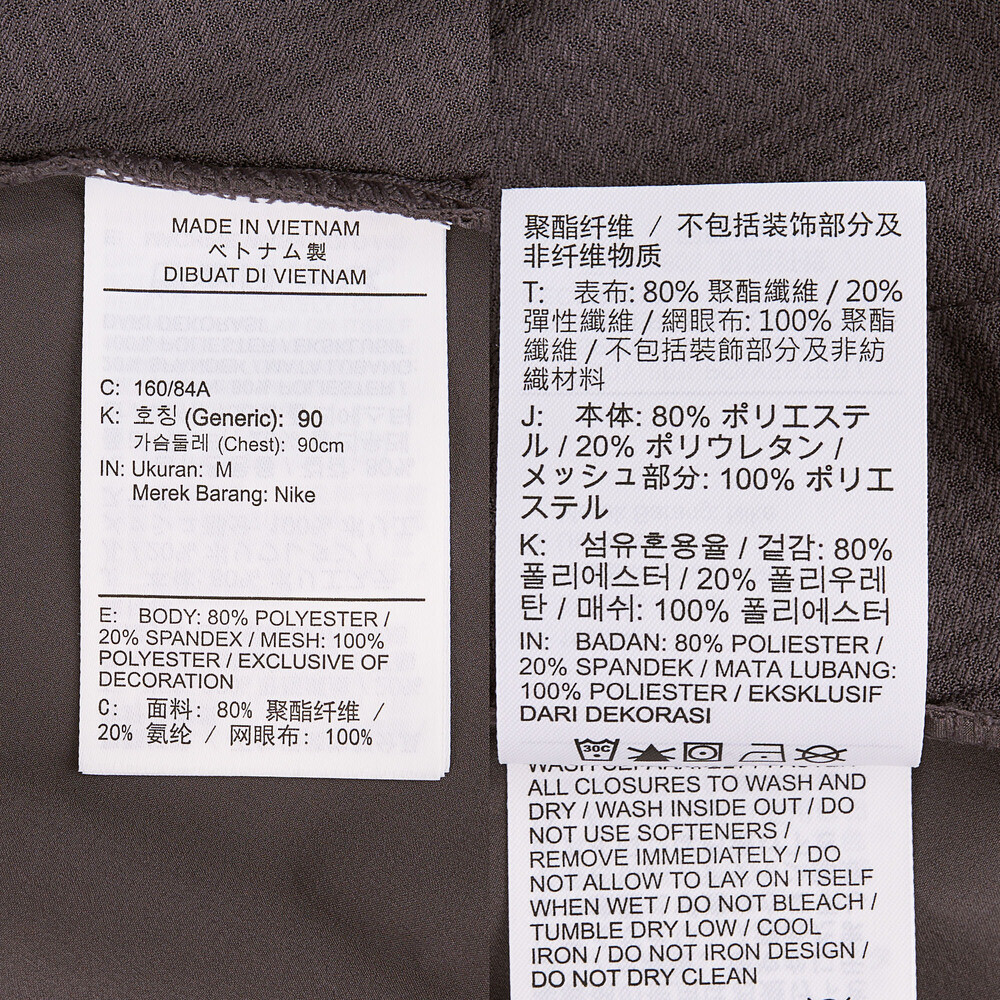 MADE IN VIETNAM
ベトナム製
DIBUAT DI VIETNAM
C: 160/84A
K: 호칭 (Generic): 90
가슴둘레 (Chest): 90cm
IN: Ukuran: M
Merek Barang: Nike
E: BODY: 80% POLYESTER /
20% SPANDEX / MESH: 100%
POLYESTER / EXCLUSIVE OF
DECORATION
C: 面料: 80% 聚酯纤维 /
20% 氨纶 / 网眼布: 100%
聚酯纤维 / 不包括装饰部分及
非纤维物质
T: 表布: 80% 聚酯纖維 / 20%
彈性纖維 / 網眼布: 100% 聚酯
纖維 / 不包括裝飾部分及非紡
織材料
J: 本体: 80% ポリエステ
ル / 20% ポリウレタン /
メッシュ部分: 100% ポリエ
ステル
K: 섬유혼용율 / 겉감: 80%
폴리에스터 / 20% 폴리우레
탄 / 매쉬: 100% 폴리에스터
IN: BADAN: 80% POLIESTER /
20% SPANDEK / MATA LUBANG:
100% POLIESTER / EKSKLUSIF
DARI DEKORASI
30C
ALL CLOSURES TO WASH AND
DRY / WASH INSIDE OUT / DO
NOT USE SOFTENERS /
REMOVE IMMEDIATELY / DO
NOT ALLOW TO LAY ON ITSELF
WHEN WET / DO NOT BLEACH /
TUMBLE DRY LOW / COOL
IRON / DO NOT IRON DESIGN /
DO NOT DRY CLEAN